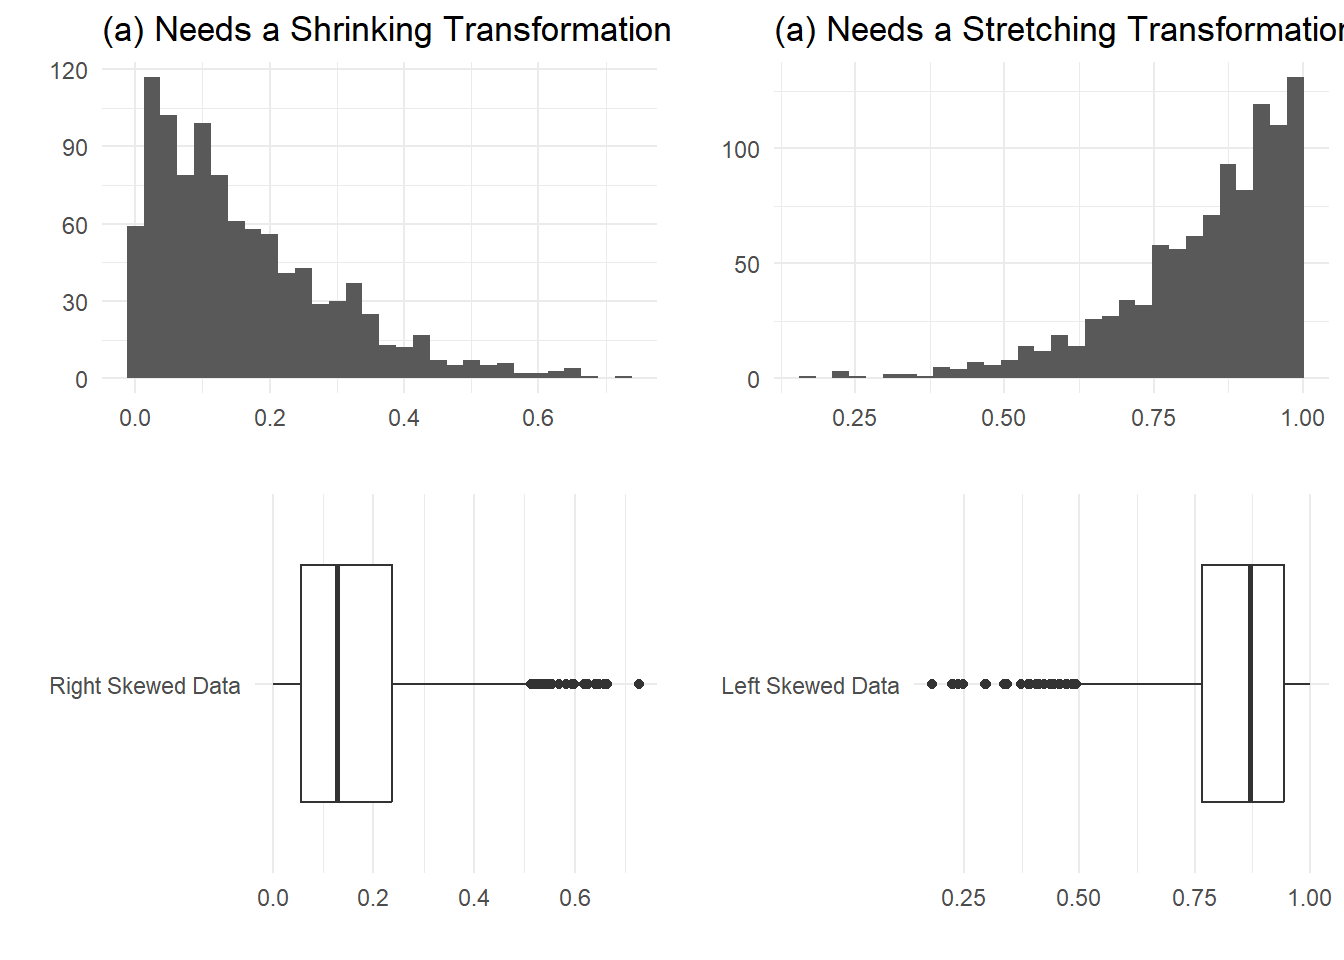 (a) Needs a Shrinking Transformation
120
90
60
30
0
0.0 0.2 0.4 0.6
(a) Needs a Stretching Transformation
100
50
0
0.25 0.50 0.75 1.00
Right Skewed Data
0.0 0.2 0.4 0.6
Left Skewed Data
0.25 0.50 0.75 1.00